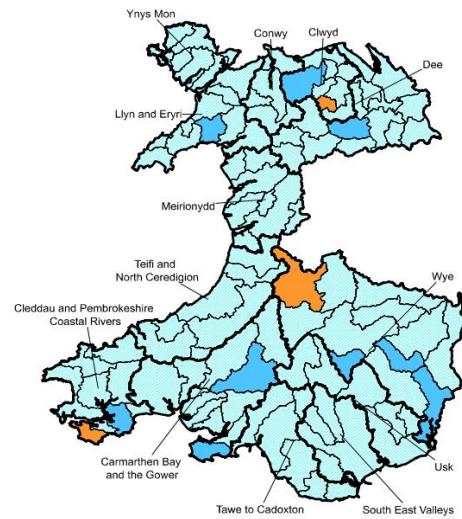 Ynys Mon
Conwy
Clwyd
Dee
Llyn and Eryri
Meirionydd
Teifi and
North Ceredigion
Wye
Cleddau and Pembrokeshire
Coastal Rivers
Carmarthen Bay
and the Gower
Usk
Tawe to Cadoxton
South East Valleys